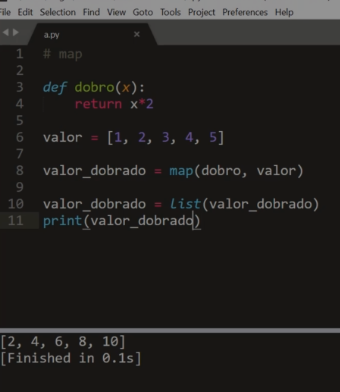 File Edit Selection Find View Goto Tools Project Preferences Help
a.py ×
1 # map
2
3 def dobro(x):
4     return x*2
5
6 valor = [1, 2, 3, 4, 5]
7
8 valor_dobrado = map(dobro, valor)
9
10 valor_dobrado = list(valor_dobrado)
11 print(valor_dobrado)
[2, 4, 6, 8, 10]
[Finished in 0.1s]